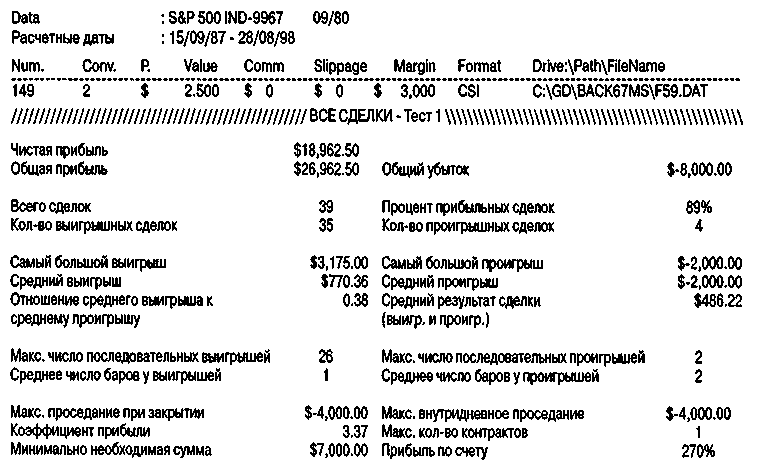 Data : S&P 500 IND-9967 09/80
Расчетные даты : 15/09/87 - 28/08/98
Num. Conv. P. Value Comm Slippage Margin Format Drive:\Path\FileName
149 2 $ 2.500 $ 0 $ 0 $ 3,000 CSI C:\GD\BACK67MS\F59.DAT
//////////////////////////////////////////////// ВСЕ СДЕЛКИ - Тест 1 \\\\\\\\\\\\\\\\\\\\\\\\\\\\\\\\\\\\\\\\\\\\\\\\
Чистая прибыль $18,962.50
Общая прибыль $26,962.50 Общий убыток $-8,000.00
Всего сделок 39 Процент прибыльных сделок 89%
Кол-во выигрышных сделок 35 Кол-во проигрышных сделок 4
Самый большой выигрыш $3,175.00 Самый большой проигрыш $-2,000.00
Средний выигрыш $770.36 Средний проигрыш $-2,000.00
Отношение среднего выигрыша к 0.38 Средний результат сделки $486.22
среднему проигрышу (выигр. и проигр.)
Макс. число последовательных выигрышей 26 Макс. число последовательных проигрышей 2
Среднее число баров у выигрышей 1 Среднее число баров у проигрышей 2
Макс. проседание при закрытии $-4,000.00 Макс. внутридневное проседание $-4,000.00
Коэффициент прибыли 3.37 Макс. кол-во контрактов 1
Минимально необходимая сумма $7,000.00 Прибыль по счету 270%